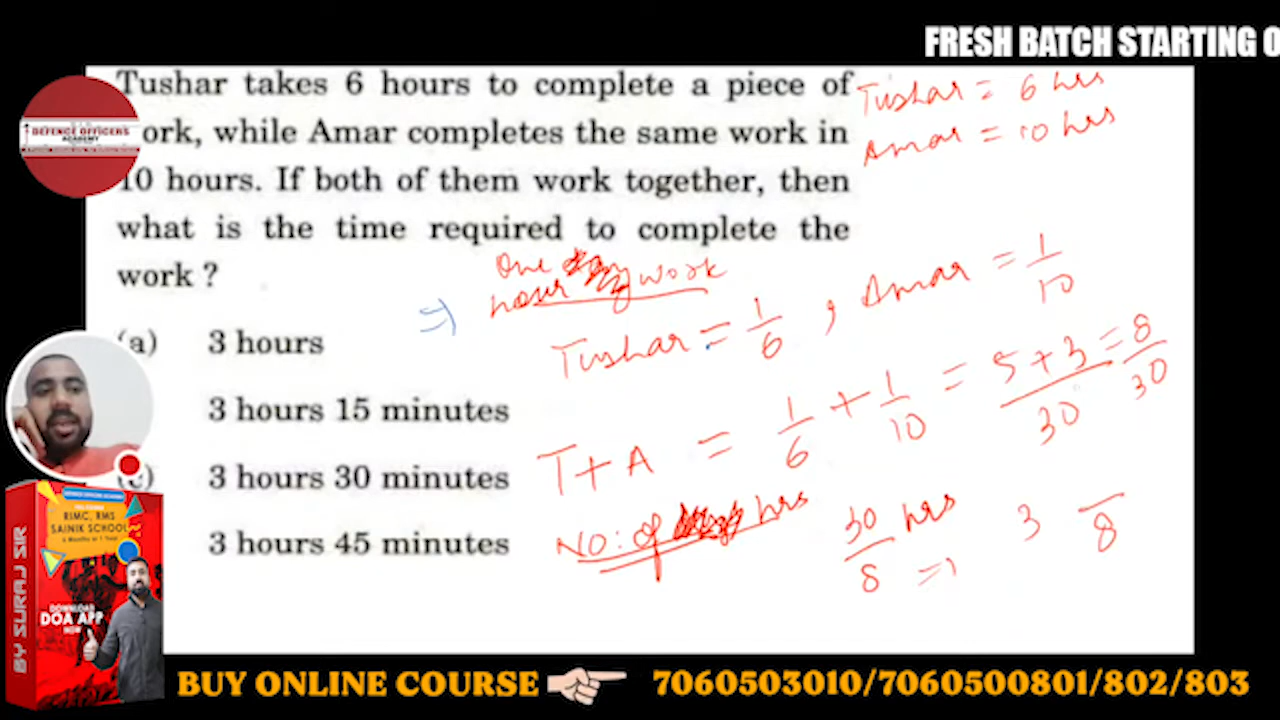 FRESH BATCH STARTING 0
Tushar takes 6 hours to complete a piece of
ork, while Amar completes the same work in
10 hours. If both of them work together, then
what is the time required to complete the
work ?
(a) 3 hours
3 hours 15 minutes
3 hours 30 minutes
3 hours 45 minutes
Tushar = 6 hrs
Amar = 10 hrs
One
hour work
⇒
Tushar = 1/6 , Amar = 1/10
T+A = 1/6 + 1/10 = 5+3/30 = 8/30
NO: of hrs 30/8 hrs
⇒ 3 /8
DEFENCE OFFICERS
ACADEMY
RIMC, RMS
SAINIK SCHOOL
DOWNLOAD
DOA APP
NOW
BY SURAJ SIR
BUY ONLINE COURSE 7060503010/7060500801/802/803